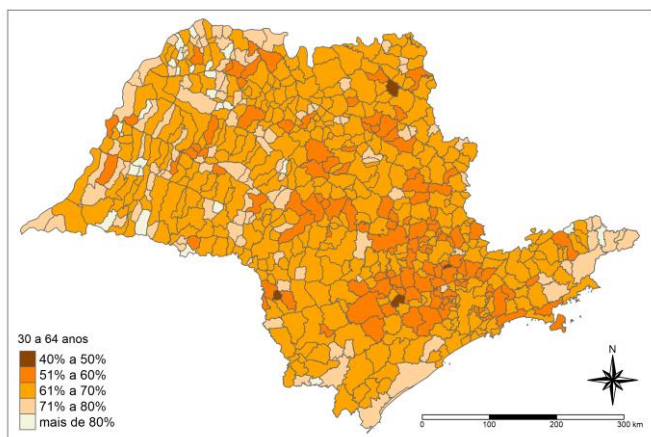 30 a 64 anos
40% a 50%
51% a 60%
61% a 70%
71% a 80%
mais de 80%
N
0 100 200 300 km